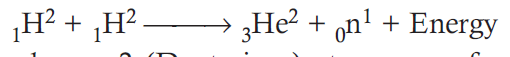 ₁H² + ₁H² ⟶ ₃He² + ₀n¹ + Energy